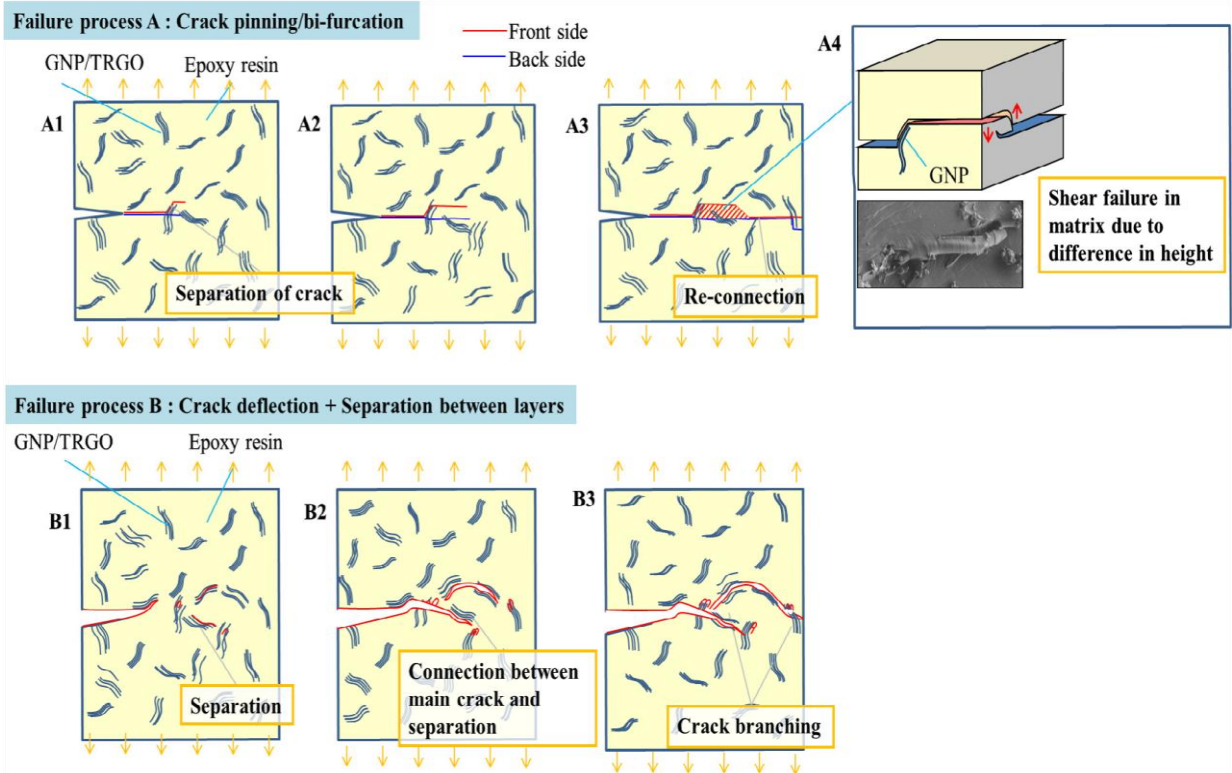 Failure process A : Crack pinning/bi-furcation
Front side
Back side
GNP/TRGO
Epoxy resin
A1
A2
A3
A4
GNP
Separation of crack
Re-connection
Shear failure in
matrix due to
difference in height
Failure process B : Crack deflection + Separation between layers
GNP/TRGO
Epoxy resin
B1
B2
B3
Separation
Connection between
main crack and
separation
Crack branching